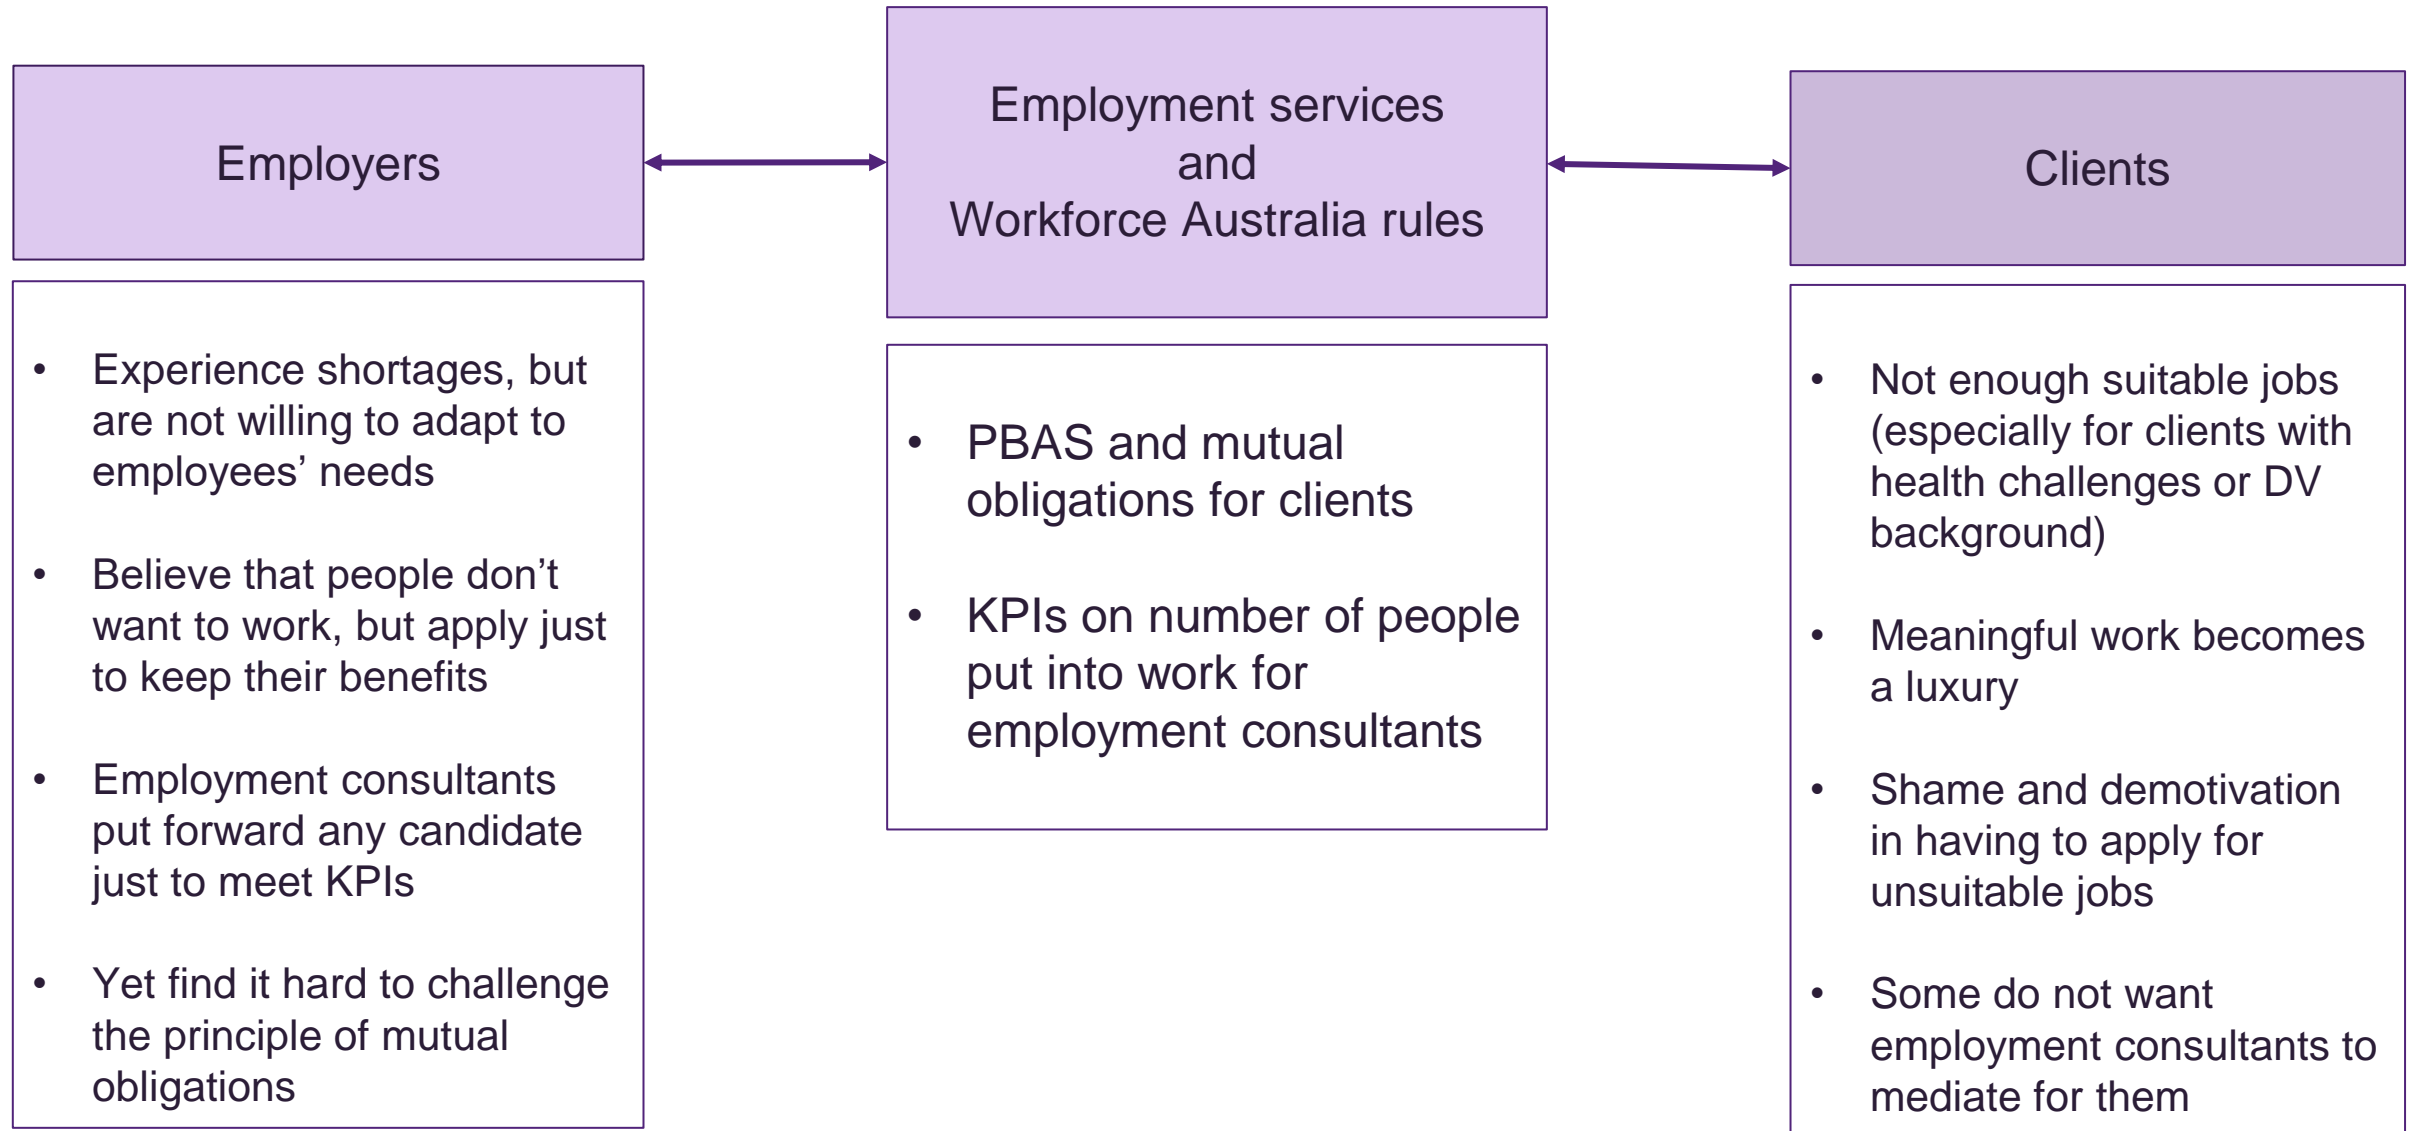 Employers
Employment services
and
Workforce Australia rules
Clients
• Experience shortages, but
are not willing to adapt to
employees’ needs
• Believe that people don’t
want to work, but apply just
to keep their benefits
• Employment consultants
put forward any candidate
just to meet KPIs
• Yet find it hard to challenge
the principle of mutual
obligations
• PBAS and mutual
obligations for clients
• KPIs on number of people
put into work for
employment consultants
• Not enough suitable jobs
(especially for clients with
health challenges or DV
background)
• Meaningful work becomes
a luxury
• Shame and demotivation
in having to apply for
unsuitable jobs
• Some do not want
employment consultants to
mediate for them